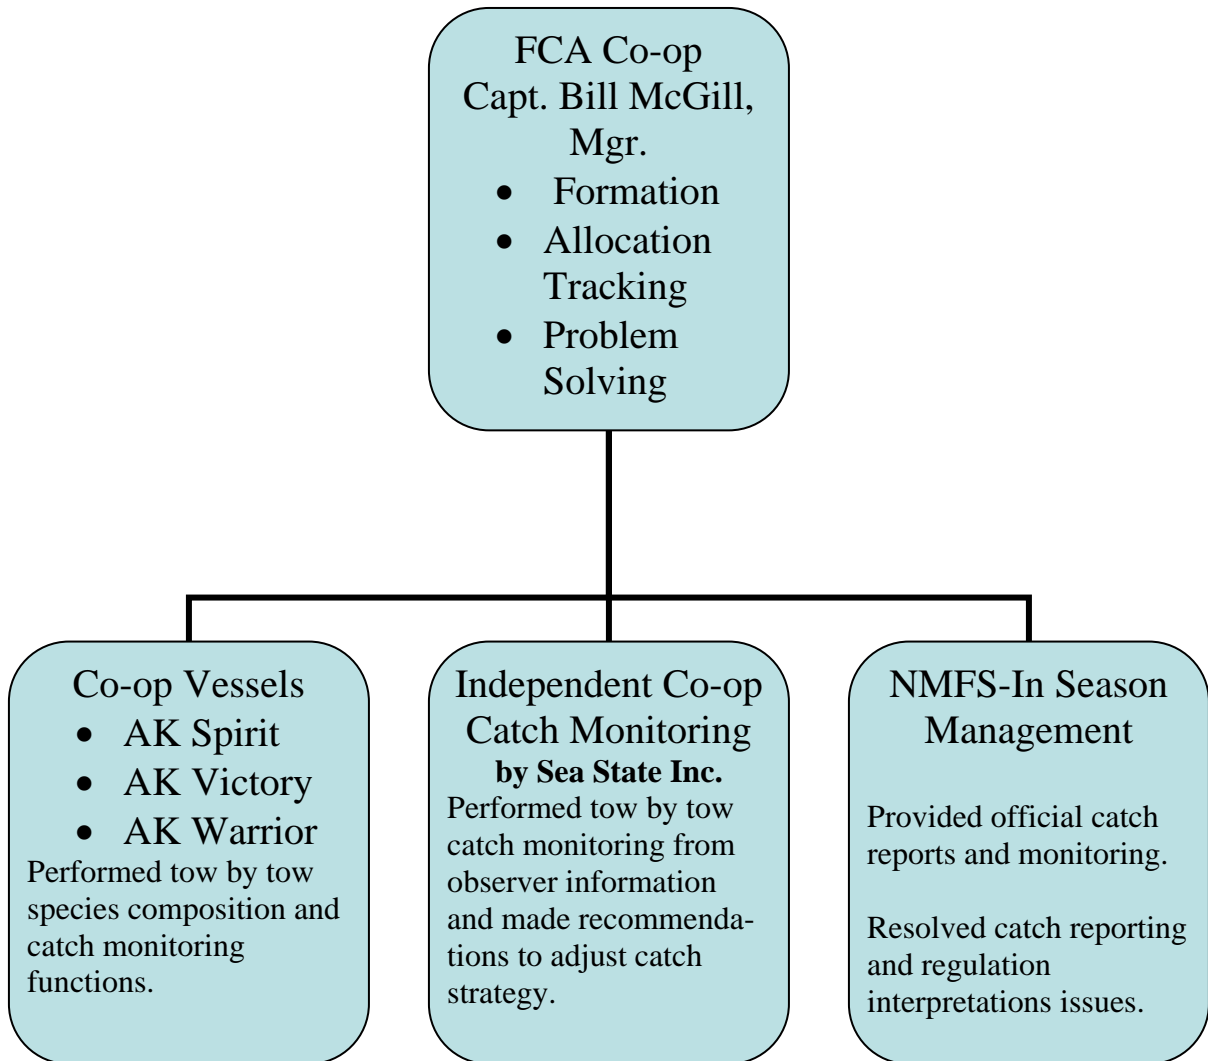 FCA Co-op
Capt. Bill McGill,
Mgr.
• Formation
• Allocation
Tracking
• Problem
Solving
Co-op Vessels
• AK Spirit
• AK Victory
• AK Warrior
Performed tow by tow
species composition and
catch monitoring
functions.
Independent Co-op
Catch Monitoring
by Sea State Inc.
Performed tow by tow
catch monitoring from
observer information
and made recommenda-
tions to adjust catch
strategy.
NMFS-In Season
Management
Provided official catch
reports and monitoring.
Resolved catch reporting
and regulation
interpretations issues.